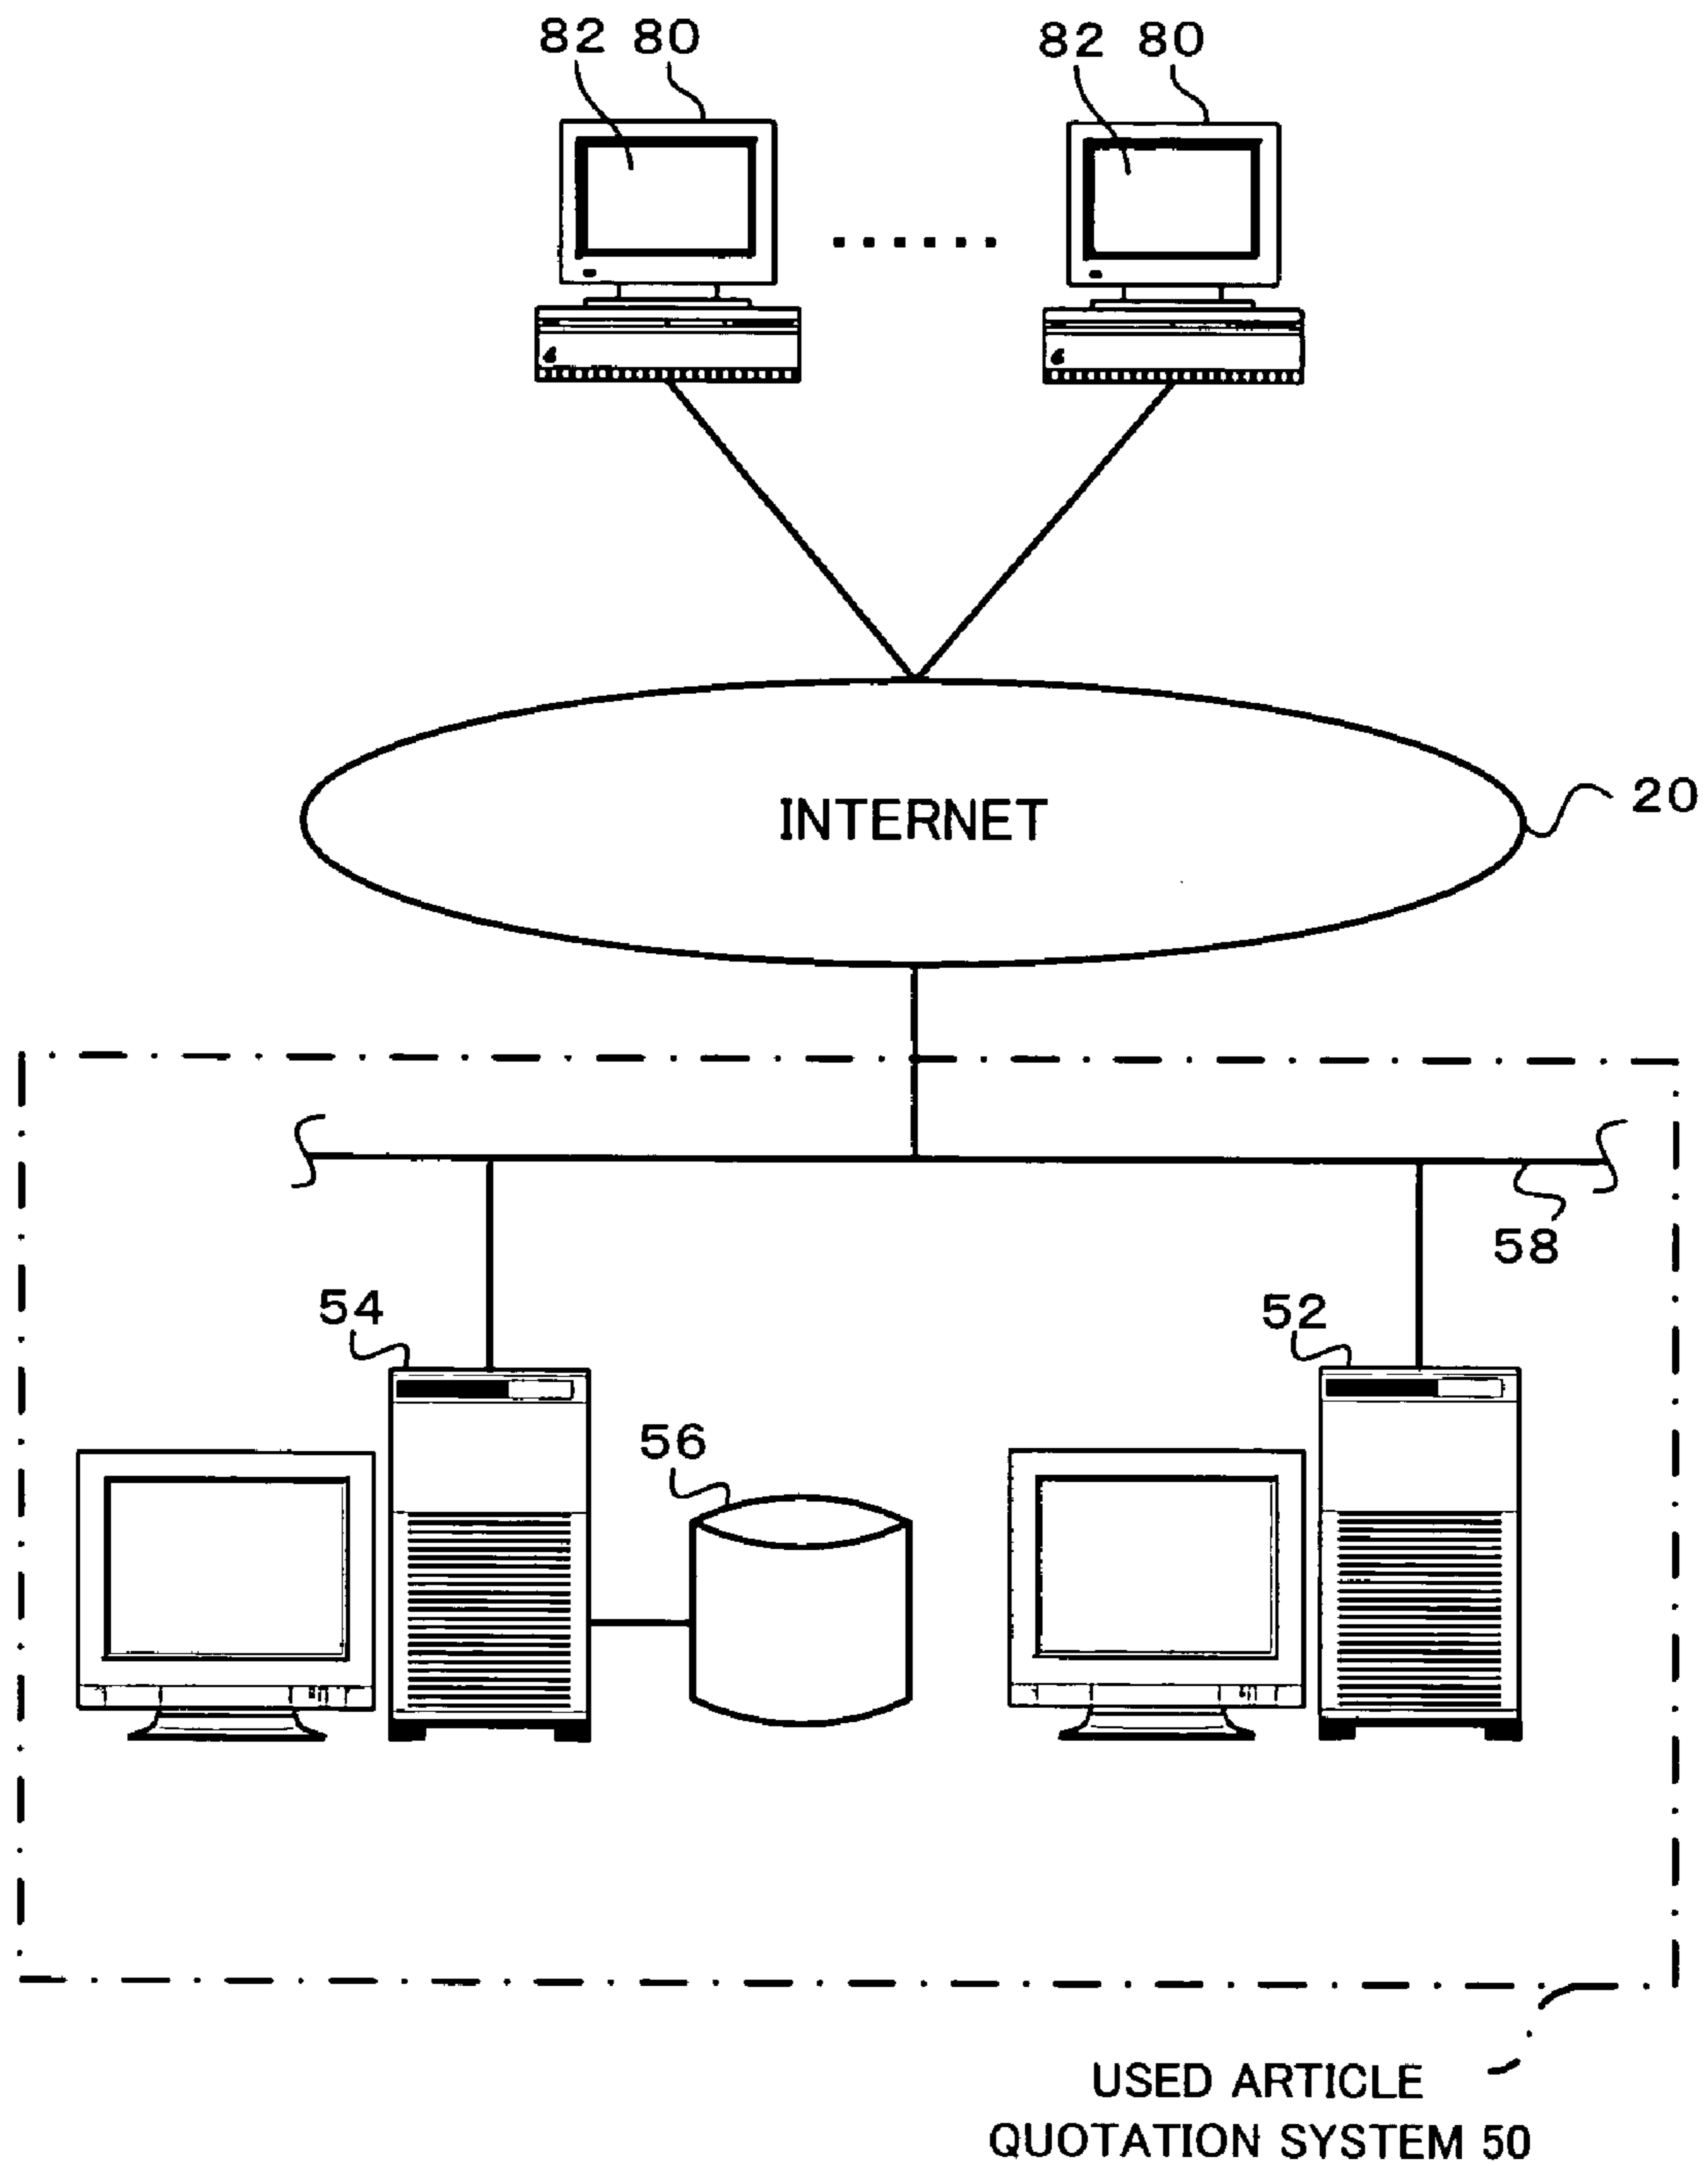 82 80 82 80
INTERNET
20
58
54
52
56
USED ARTICLE
QUOTATION SYSTEM 50